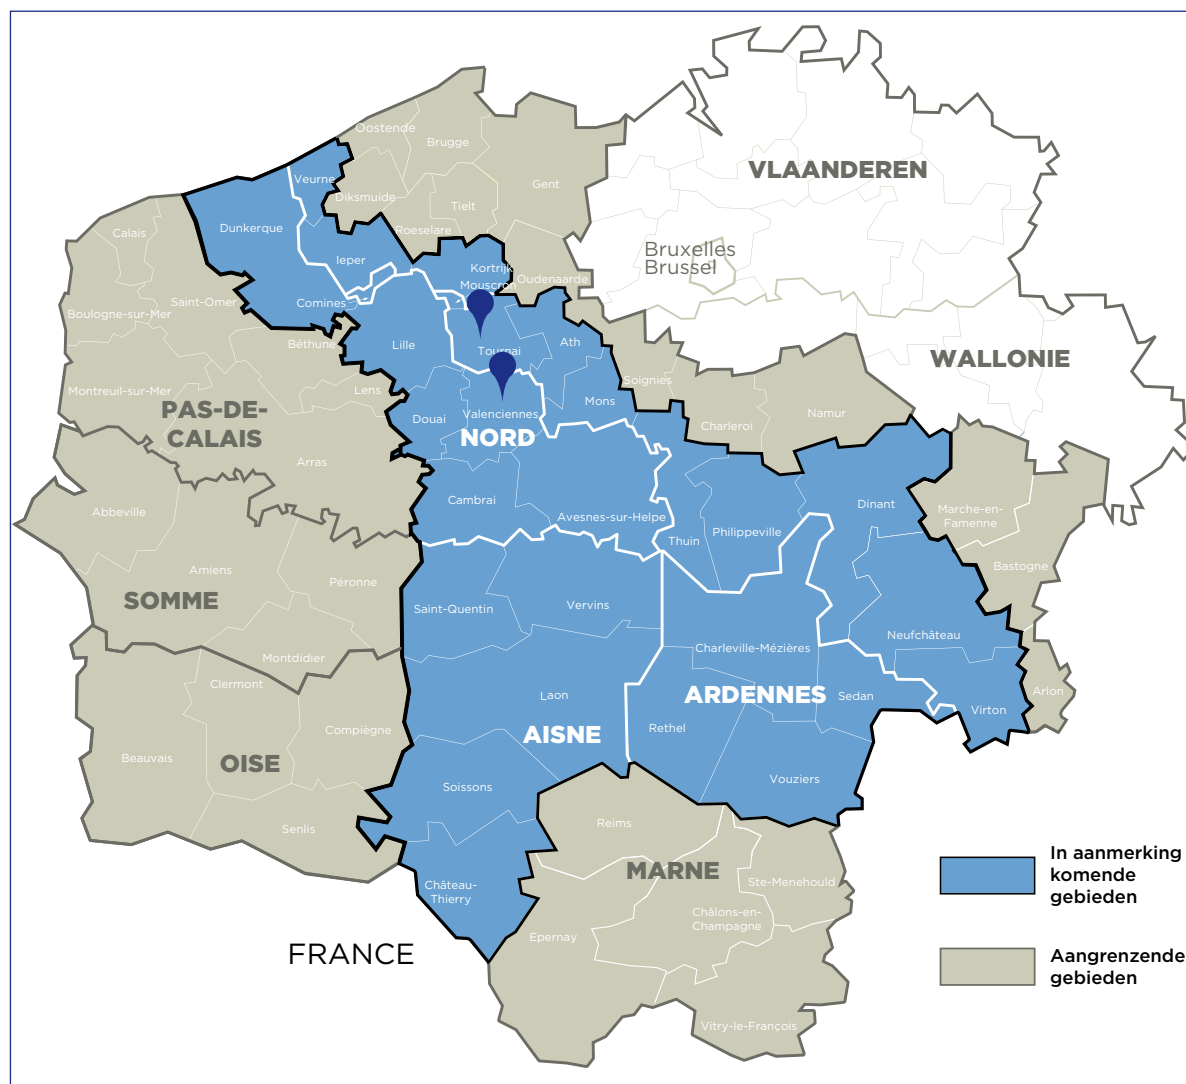 Oostende
Brugge
VLAANDEREN
Veurne
Gent
Diksmuide
Tielt
Calais
Dunkerque
Roeselare
Bruxelles
Brussel
Ieper
Kortrijk
Oudenaarde
Mouscron
Saint-Omer
Comines
Boulogne-sur-Mer
Béthune
Lille
Tournai
Ath
WALLONIE
Soignies
Montreuil-sur-Mer
Lens
Mons
PAS-DE-
CALAIS
Douai
Valenciennes
Namur
Charleroi
NORD
Arras
Cambrai
Abbeville
Avesnes-sur-Helpe
Dinant
Marche-en-
Famenne
Thuin
Philippeville
Amiens
Péronne
Bastogne
SOMME
Saint-Quentin
Vervins
Neufchâteau
Charleville-Mézières
Montdidier
Clermont
Laon
ARDENNES
Sedan
Arlon
Virton
Compiègne
Rethel
AISNE
Beauvais
OISE
Soissons
Vouziers
Senlis
Reims
MARNE
Ste-Menehould
Château-
Thierry
Châlons-en-
Champagne
Epernay
FRANCE
Vitry-le-François
In aanmerking
komende
gebieden
Aangrenzende
gebieden